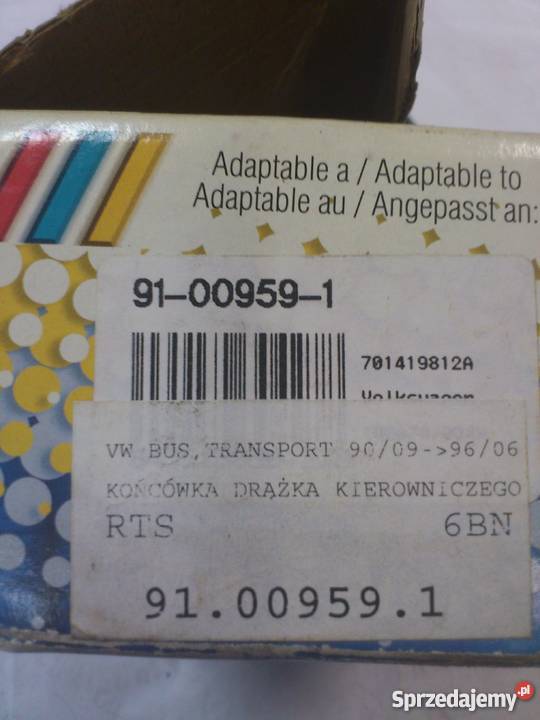 Adaptable a / Adaptable to
Adaptable au / Angepasst an:
91-00959-1
701419812A
Volkswagen
VW BUS,TRANSPORT 90/09->96/06
KOŃCÓWKA DRĄŻKA KIEROWNICZEGO
RTS 6BN
91.00959.1
Sprzedajemy.pl